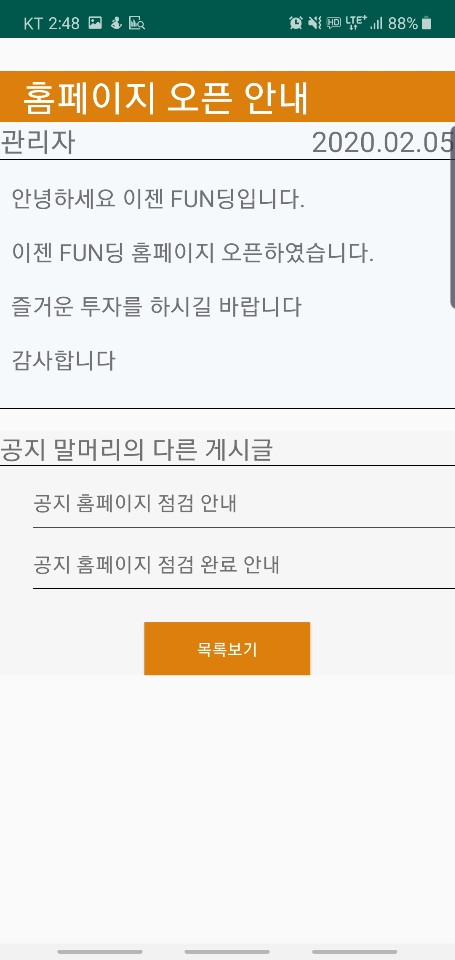 KT 2:48 HD LTE+ 88%
홈페이지 오픈 안내
관리자 2020.02.05
안녕하세요 이젠 FUN딩입니다.
이젠 FUN딩 홈페이지 오픈하였습니다.
즐거운 투자를 하시길 바랍니다
감사합니다
공지 말머리의 다른 게시글
공지 홈페이지 점검 안내
공지 홈페이지 점검 완료 안내
목록보기